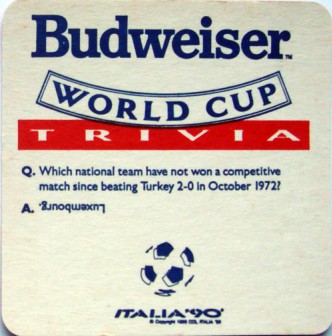 Budweiser™
WORLD CUP
TRIVIA
Q. Which national team have not won a competitive
match since beating Turkey 2-0 in October 1972?
A. Luxembourg.
ITALIA'90